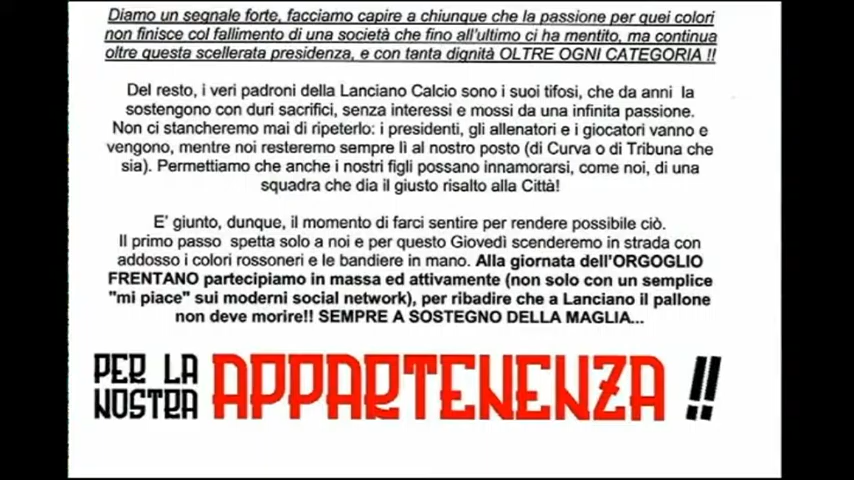 Diamo un segnale forte, facciamo capire a chiunque che la passione per quei colori
non finisce col fallimento di una società che fino all'ultimo ci ha mentito, ma continua
oltre questa scellerata presidenza, e con tanta dignità OLTRE OGNI CATEGORIA !!
Del resto, i veri padroni della Lanciano Calcio sono i suoi tifosi, che da anni la
sostengono con duri sacrifici, senza interessi e mossi da una infinita passione.
Non ci stancheremo mai di ripeterlo: i presidenti, gli allenatori e i giocatori vanno e
vengono, mentre noi resteremo sempre lì al nostro posto (di Curva o di Tribuna che
sia). Permettiamo che anche i nostri figli possano innamorarsi, come noi, di una
squadra che dia il giusto risalto alla Città!
E' giunto, dunque, il momento di farci sentire per rendere possibile ciò.
Il primo passo spetta solo a noi e per questo Giovedì scenderemo in strada con
addosso i colori rossoneri e le bandiere in mano. Alla giornata dell'ORGOGLIO
FRENTANO partecipiamo in massa ed attivamente (non solo con un semplice
"mi piace" sui moderni social network), per ribadire che a Lanciano il pallone
non deve morire!! SEMPRE A SOSTEGNO DELLA MAGLIA...
PER LA NOSTRA APPARTENENZA !!